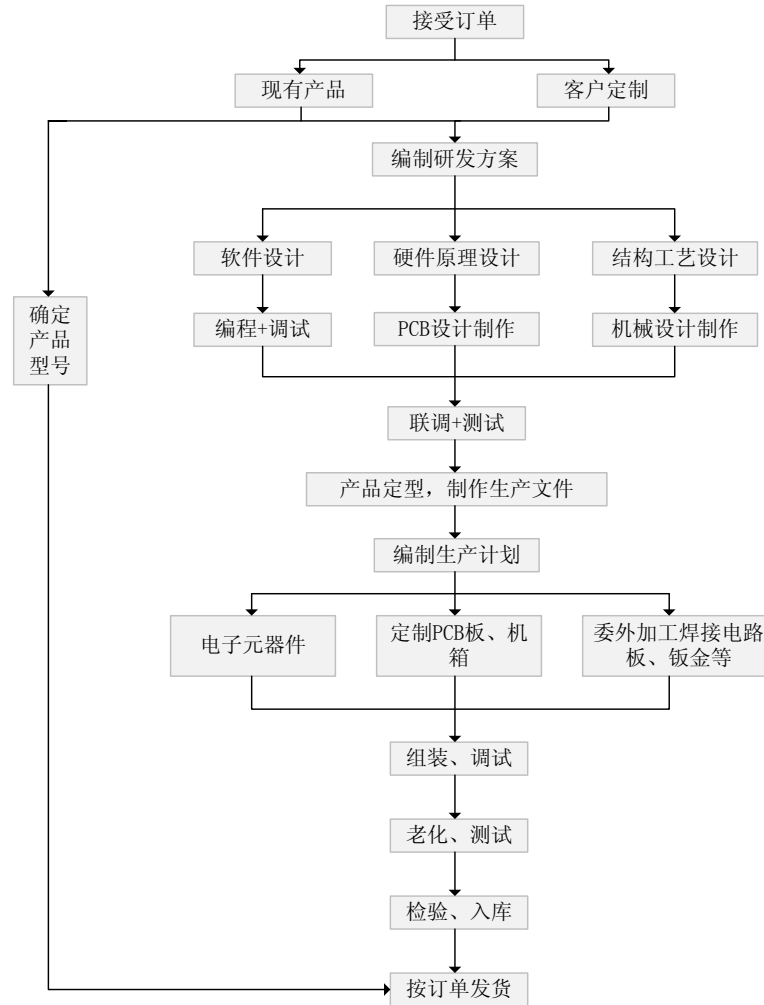 接受订单
现有产品
客户定制
编制研发方案
软件设计
硬件原理设计
结构工艺设计
确定
产品
型号
编程+调试
PCB设计制作
机械设计制作
联调+测试
产品定型，制作生产文件
编制生产计划
电子元器件
定制PCB板、机
箱
委外加工焊接电路
板、钣金等
组装、调试
老化、测试
检验、入库
按订单发货